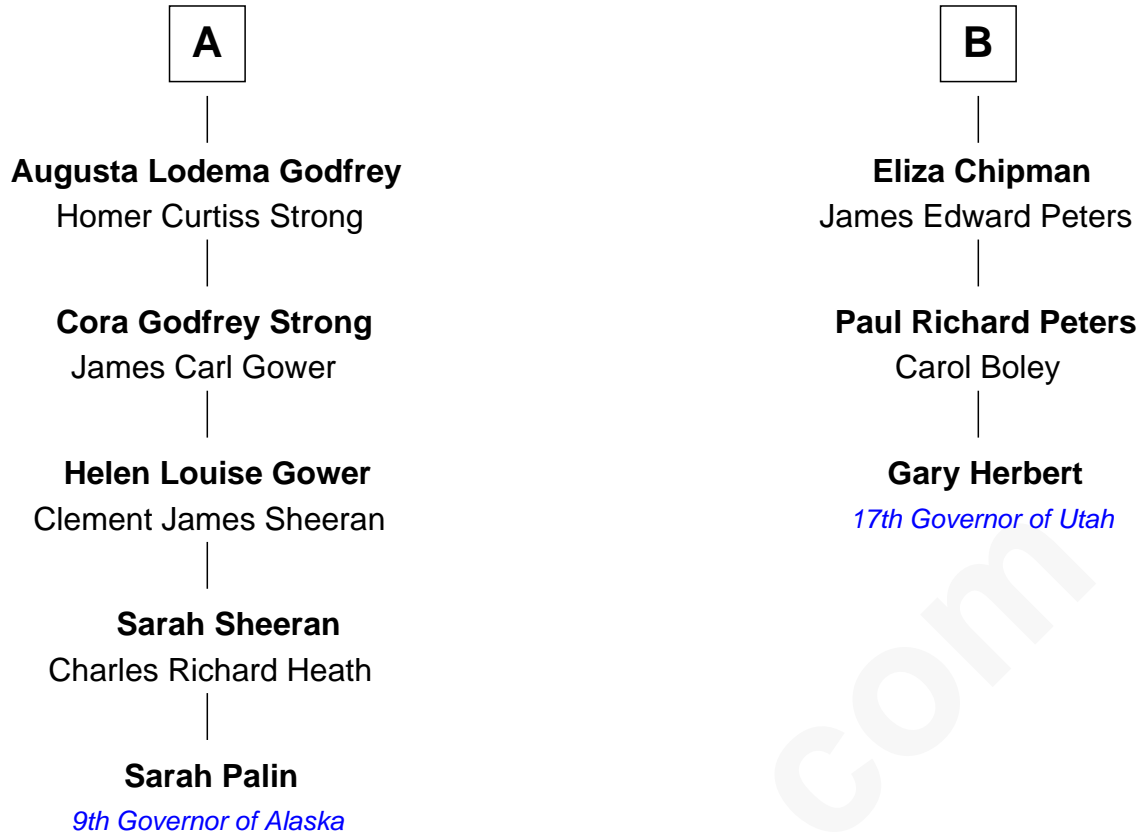 A
Augusta Lodema Godfrey
Homer Curtiss Strong
Cora Godfrey Strong
James Carl Gower
Helen Louise Gower
Clement James Sheeran
Sarah Sheeran
Charles Richard Heath
Sarah Palin
9th Governor of Alaska
B
Eliza Chipman
James Edward Peters
Paul Richard Peters
Carol Boley
Gary Herbert
17th Governor of Utah
com